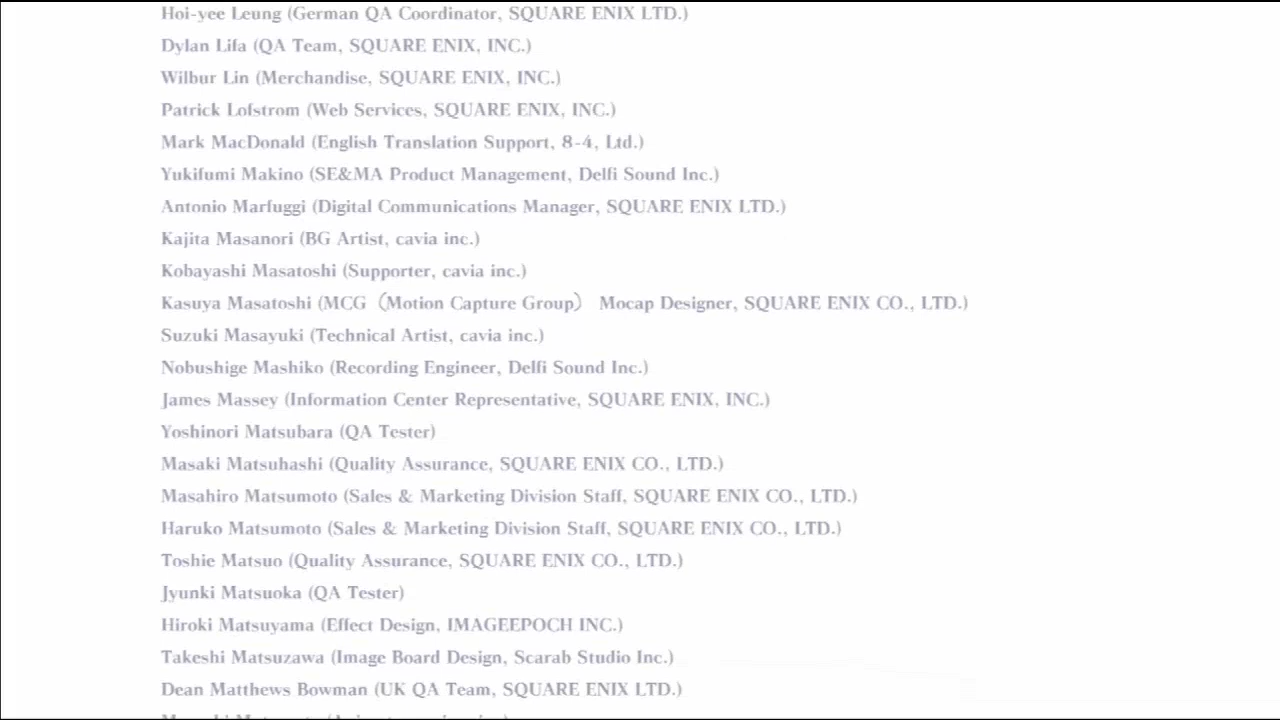 Hoi-yee Leung (German QA Coordinator, SQUARE ENIX LTD.)
Dylan Lifa (QA Team, SQUARE ENIX, INC.)
Wilbur Lin (Merchandise, SQUARE ENIX, INC.)
Patrick Lofstrom (Web Services, SQUARE ENIX, INC.)
Mark MacDonald (English Translation Support, 8-4, Ltd.)
Yukifumi Makino (SE&MA Product Management, Delfi Sound Inc.)
Antonio Marfuggi (Digital Communications Manager, SQUARE ENIX LTD.)
Kajita Masanori (BG Artist, cavia inc.)
Kobayashi Masatoshi (Supporter, cavia inc.)
Kasuya Masatoshi (MCG（Motion Capture Group） Mocap Designer, SQUARE ENIX CO., LTD.)
Suzuki Masayuki (Technical Artist, cavia inc.)
Nobushige Mashiko (Recording Engineer, Delfi Sound Inc.)
James Massey (Information Center Representative, SQUARE ENIX, INC.)
Yoshinori Matsubara (QA Tester)
Masaki Matsuhashi (Quality Assurance, SQUARE ENIX CO., LTD.)
Masahiro Matsumoto (Sales & Marketing Division Staff, SQUARE ENIX CO., LTD.)
Haruko Matsumoto (Sales & Marketing Division Staff, SQUARE ENIX CO., LTD.)
Toshie Matsuo (Quality Assurance, SQUARE ENIX CO., LTD.)
Jyunki Matsuoka (QA Tester)
Hiroki Matsuyama (Effect Design, IMAGEEPOCH INC.)
Takeshi Matsuzawa (Image Board Design, Scarab Studio Inc.)
Dean Matthews Bowman (UK QA Team, SQUARE ENIX LTD.)